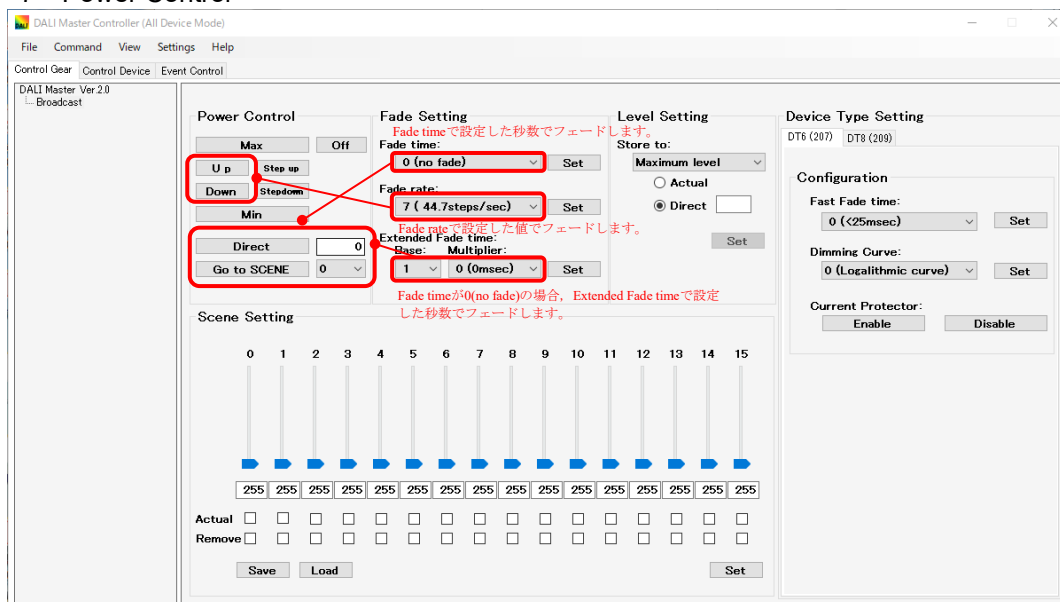 DALI Master Controller (All Device Mode)
File Command View Settings Help
Control Gear Control Device Event Control
DALI Master Ver.2.0
Broadcast
Power Control
Max Off
U p Step up
Down Stepdown
Min
Direct 0
Go to SCENE 0
Fade Setting
Fade timeで設定した秒数でフェードします。
Fade time:
0 (no fade) Set
Fade rate:
7 ( 44.7steps/sec) Set
Fade rateで設定した値でフェードします。
Extended Fade time:
Base: Multiplier:
1 0 (0msec) Set
Fade timeが0(no fade)の場合，Extended Fade timeで設定
した秒数でフェードします。
Level Setting
Store to:
Maximum level
Actual
Direct
Set
Device Type Setting
DT6 (207) DT8 (209)
Configuration
Fast Fade time:
0 (<25msec) Set
Dimming Curve:
0 (Logalithmic curve) Set
Current Protector:
Enable Disable
Scene Setting
0 1 2 3 4 5 6 7 8 9 10 11 12 13 14 15
255 255 255 255 255 255 255 255 255 255 255 255 255 255 255 255
Actual
Remove
Save Load Set